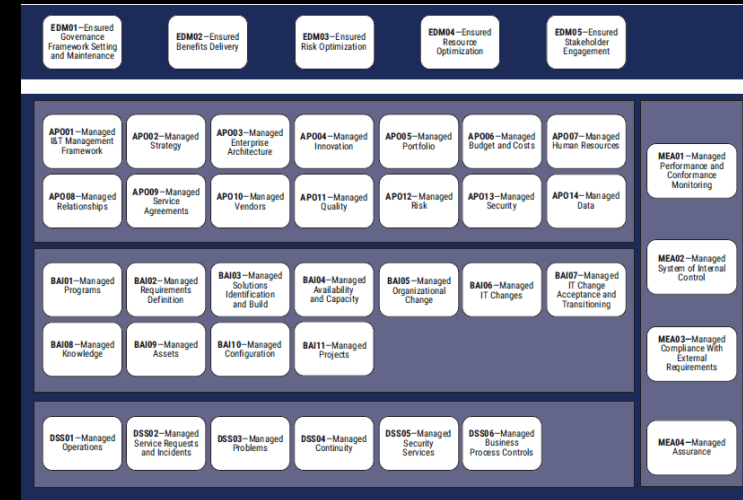 EDM01—Ensured
Governance
Framework Setting
and Maintenance
EDM02—Ensured
Benefits Delivery
EDM03—Ensured
Risk Optimization
EDM04—Ensured
Resource
Optimization
EDM05—Ensured
Stakeholder
Engagement
APO01—Managed
I&T Management
Framework
APO02—Managed
Strategy
APO03—Managed
Enterprise
Architecture
APO04—Managed
Innovation
APO05—Managed
Portfolio
APO06—Managed
Budget and Costs
APO07—Managed
Human Resources
APO08—Managed
Relationships
APO09—Managed
Service
Agreements
APO10—Managed
Vendors
APO11—Managed
Quality
APO12—Managed
Risk
APO13—Managed
Security
APO14—Managed
Data
BAI01—Managed
Programs
BAI02—Managed
Requirements
Definition
BAI03—Managed
Solutions
Identification
and Build
BAI04—Managed
Availability
and Capacity
BAI05—Managed
Organizational
Change
BAI06—Managed
IT Changes
BAI07—Managed
IT Change
Acceptance and
Transitioning
BAI08—Managed
Knowledge
BAI09—Managed
Assets
BAI10—Managed
Configuration
BAI11—Managed
Projects
DSS01—Managed
Operations
DSS02—Managed
Service Requests
and Incidents
DSS03—Managed
Problems
DSS04—Managed
Continuity
DSS05—Managed
Security
Services
DSS06—Managed
Business
Process Controls
MEA01—Managed
Performance and
Conformance
Monitoring
MEA02—Managed
System of Internal
Control
MEA03—Managed
Compliance With
External
Requirements
MEA04—Managed
Assurance